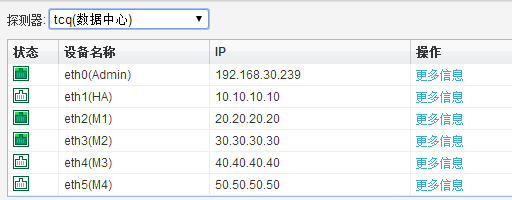 探测器: tcq(数据中心)
状态 设备名称 IP 操作
eth0(Admin) 192.168.30.239 更多信息
eth1(HA) 10.10.10.10 更多信息
eth2(M1) 20.20.20.20 更多信息
eth3(M2) 30.30.30.30 更多信息
eth4(M3) 40.40.40.40 更多信息
eth5(M4) 50.50.50.50 更多信息